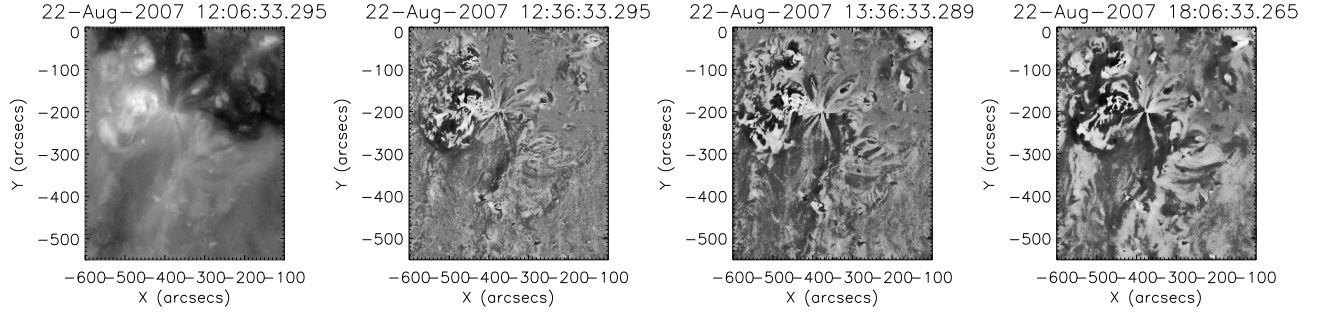 22-Aug-2007 12:06:33.295 22-Aug-2007 12:36:33.295 22-Aug-2007 13:36:33.289 22-Aug-2007 18:06:33.265
0 0 0 0
−100 −100 −100 −100
−200 −200 −200 −200
−300 −300 −300 −300
−400 −400 −400 −400
−500 −500 −500 −500
Y (arcsecs) Y (arcsecs) Y (arcsecs) Y (arcsecs)
−600−500−400−300−200−100 −600−500−400−300−200−100 −600−500−400−300−200−100 −600−500−400−300−200−100
X (arcsecs) X (arcsecs) X (arcsecs) X (arcsecs)